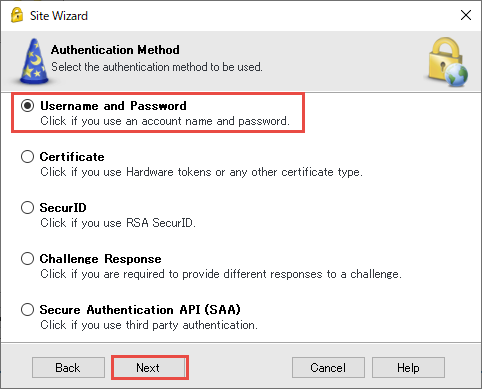 Site Wizard
Authentication Method
Select the authentication method to be used.
Username and Password
Click if you use an account name and password.
Certificate
Click if you use Hardware tokens or any other certificate type.
SecurID
Click if you use RSA SecurID.
Challenge Response
Click if you are required to provide different responses to a challenge.
Secure Authentication API (SAA)
Click if you use third party authentication.
Back Next Cancel Help